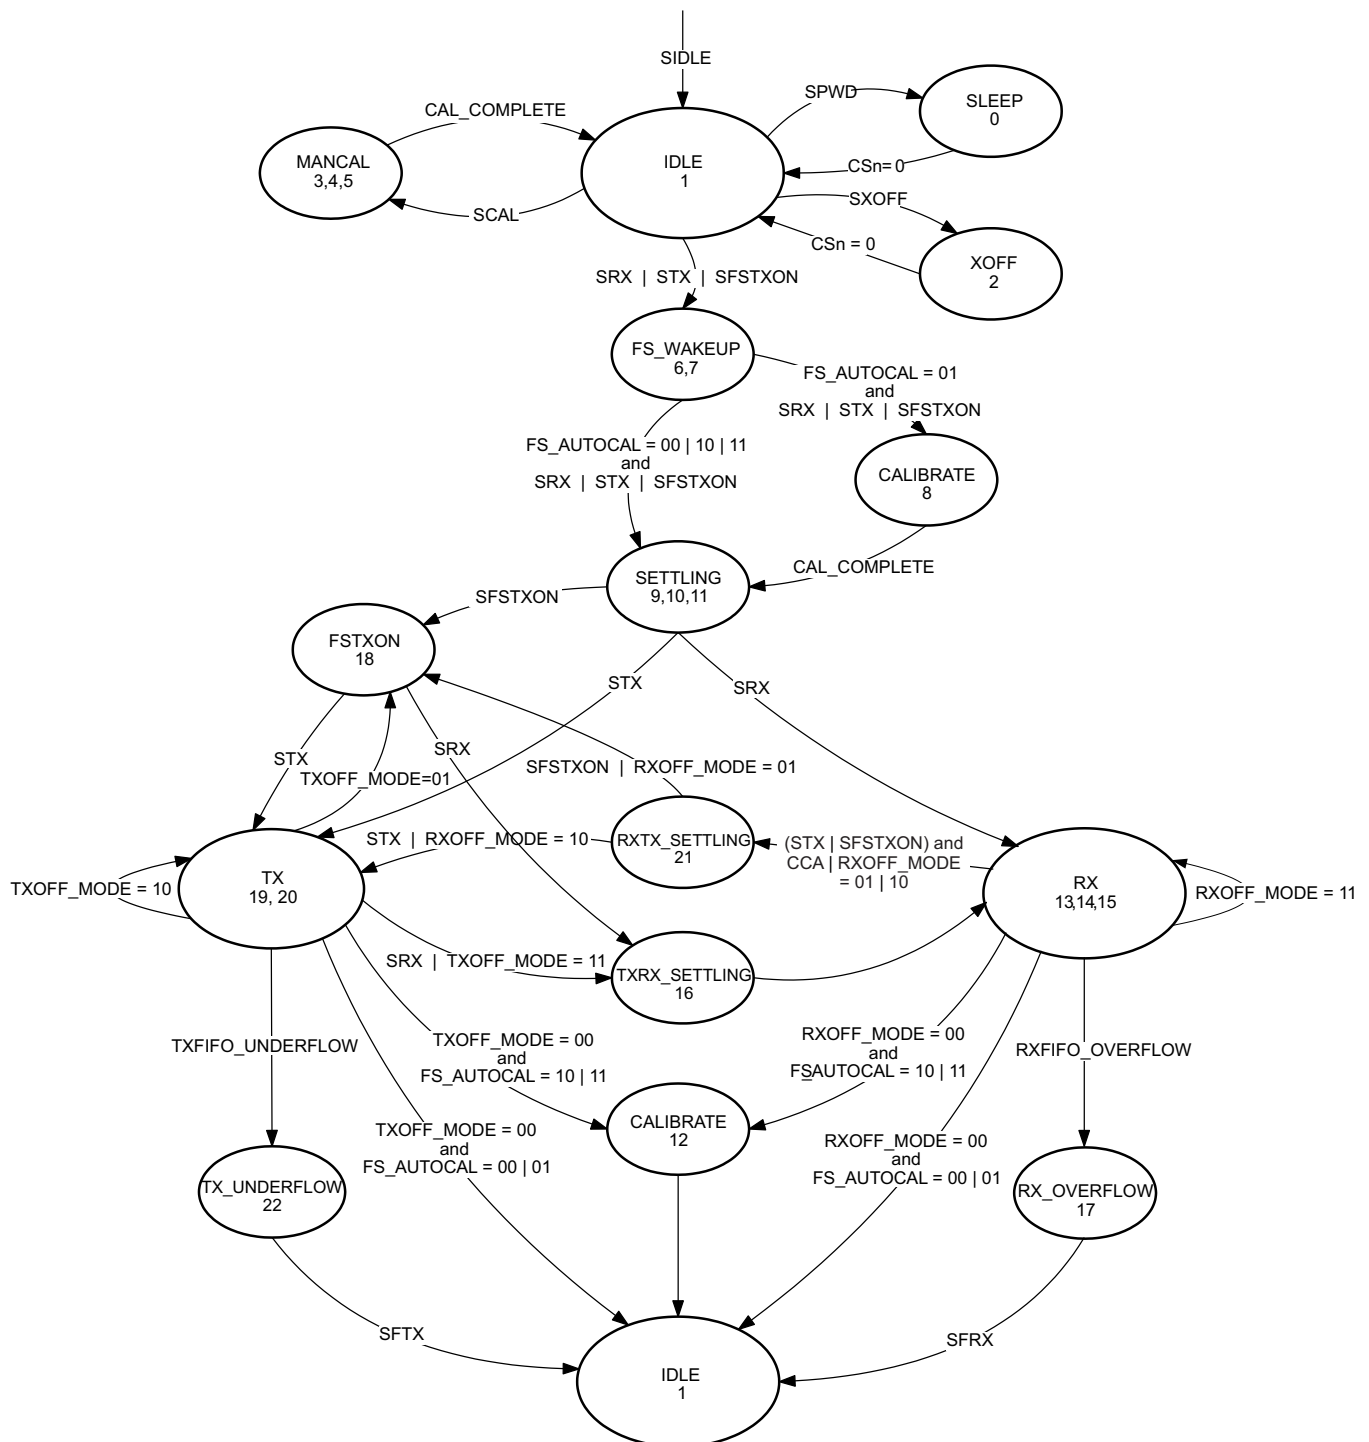 SIDLE
SPWD
SLEEP
0
CAL_COMPLETE
MANCAL
3,4,5
IDLE
1
CSn= 0
SXOFF
SCAL
CSn = 0
XOFF
2
SRX | STX | SFSTXON
FS_WAKEUP
6,7
FS_AUTOCAL = 01
and
SRX | STX | SFSTXON
FS_AUTOCAL = 00 | 10 | 11
and
SRX | STX | SFSTXON
CALIBRATE
8
CAL_COMPLETE
SETTLING
9,10,11
SFSTXON
FSTXON
18
STX
SRX
STX
SRX
TXOFF_MODE=01
SFSTXON | RXOFF_MODE = 01
STX | RXOFF_MODE = 10
RXTX_SETTLING
21
(STX | SFSTXON) and
CCA | RXOFF_MODE
= 01 | 10
TXOFF_MODE = 10
TX
19, 20
RX
13,14,15
RXOFF_MODE = 11
SRX | TXOFF_MODE = 11
TXRX_SETTLING
16
TXFIFO_UNDERFLOW
TXOFF_MODE = 00
and
FS_AUTOCAL = 10 | 11
RXOFF_MODE = 00
and
FS_AUTOCAL = 10 | 11
RXFIFO_OVERFLOW
CALIBRATE
12
TXOFF_MODE = 00
and
FS_AUTOCAL = 00 | 01
RXOFF_MODE = 00
and
FS_AUTOCAL = 00 | 01
TX_UNDERFLOW
22
RX_OVERFLOW
17
SFTX
SFRX
IDLE
1